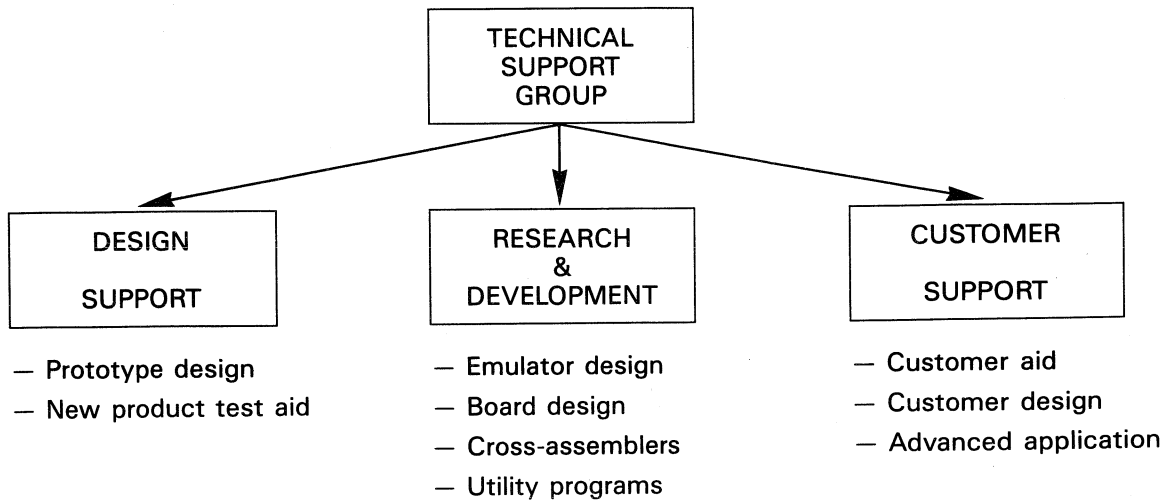 TECHNICAL
SUPPORT
GROUP
DESIGN
SUPPORT
— Prototype design
— New product test aid
RESEARCH
&
DEVELOPMENT
— Emulator design
— Board design
— Cross-assemblers
— Utility programs
CUSTOMER
SUPPORT
— Customer aid
— Customer design
— Advanced application